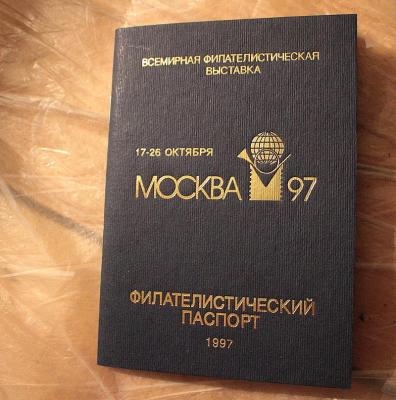 ВСЕМИРНАЯ ФИЛАТЕЛИСТИЧЕСКАЯ
ВЫСТАВКА
17-26 ОКТЯБРЯ
МОСКВА 97
ФИЛАТЕЛИСТИЧЕСКИЙ
ПАСПОРТ
1997